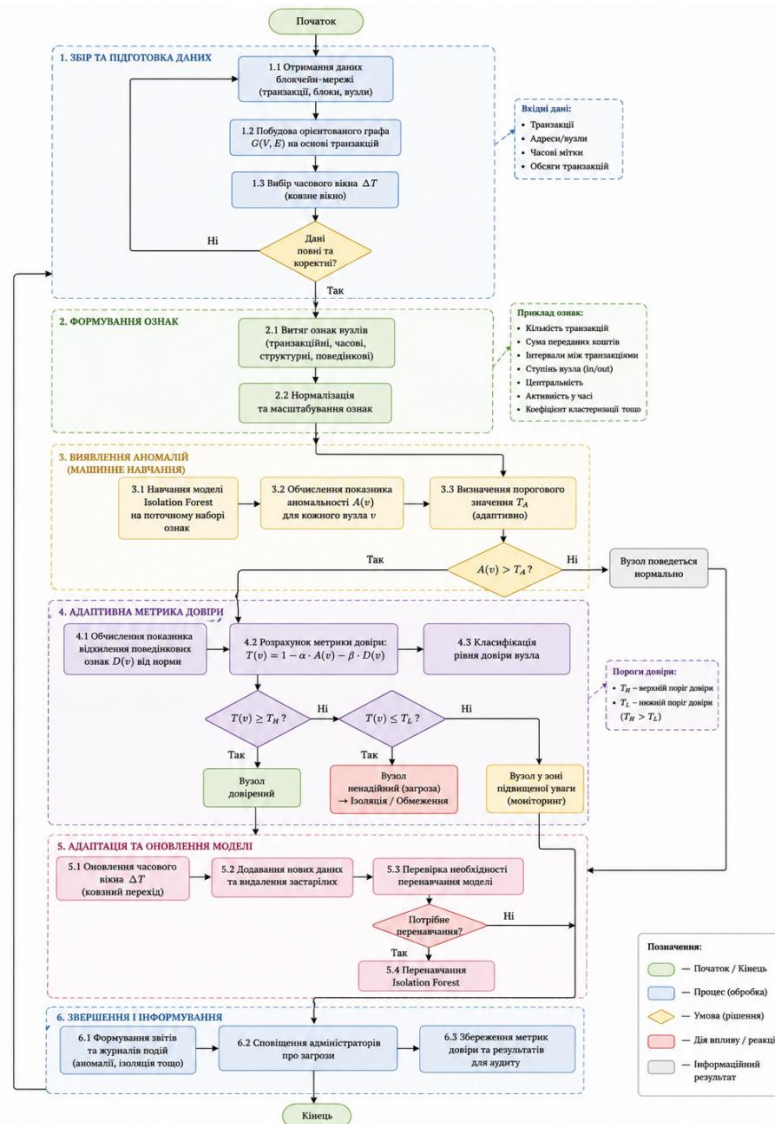 Початок
1. ЗБІР ТА ПІДГОТОВКА ДАНИХ
1.1 Отримання даних
блокчейн-мережі
(транзакції, блоки, вузли)
1.2 Побудова орієнтованого графа
G(V, E) на основі транзакцій
1.3 Вибір часового вікна ΔT
(ковзне вікно)
Дані
повні та
коректні?
Ні
Так
Вхідні дані:
• Транзакції
• Адреси/вузли
• Часові мітки
• Обсяги транзакцій
2. ФОРМУВАННЯ ОЗНАК
2.1 Витяг ознак вузлів
(транзакційні, часові,
структурні, поведінкові)
2.2 Нормалізація
та масштабування ознак
Приклад ознак:
• Кількість транзакцій
• Сума переданих коштів
• Інтервали між транзакціями
• Ступінь вузла (in/out)
• Центральність
• Активність у часі
• Коефіцієнт кластеризації тощо
3. ВИЯВЛЕННЯ АНОМАЛІЙ
(МАШИННЕ НАВЧАННЯ)
3.1 Навчання моделі
Isolation Forest
на поточному наборі
ознак
3.2 Обчислення показника
аномальності A(v)
для кожного вузла v
3.3 Визначення порогового
значення T_A
(адаптивно)
A(v) > T_A ?
Так
Ні
Вузол поведеться
нормально
4. АДАПТИВНА МЕТРИКА ДОВІРИ
4.1 Обчислення показника
відхилення поведінкових
ознак D(v) від норми
4.2 Розрахунок метрики довіри:
T(v) = 1 − α · A(v) − β · D(v)
4.3 Класифікація
рівня довіри вузла
T(v) ≥ T_H ?
Ні
T(v) ≤ T_L ?
Ні
Так
Так
Вузол
довірений
Вузол
ненадійний (загроза)
→ Ізоляція / Обмеження
Вузол у зоні
підвищеної уваги
(моніторинг)
Пороги довіри:
• T_H – верхній поріг довіри
• T_L – нижній поріг довіри
(T_H > T_L)
5. АДАПТАЦІЯ ТА ОНОВЛЕННЯ МОДЕЛІ
5.1 Оновлення часового
вікна ΔT
(ковзний перехід)
5.2 Додавання нових даних
та видалення застарілих
5.3 Перевірка необхідності
перенавчання моделі
Потрібне
перенавчання?
Ні
Так
5.4 Перенавчання
Isolation Forest
6. ЗВЕРШЕННЯ І ІНФОРМУВАННЯ
6.1 Формування звітів
та журналів подій
(аномалії, ізоляція тощо)
6.2 Сповіщення адміністраторів
про загрози
6.3 Збереження метрик
довіри та результатів
для аудиту
Кінець
Позначення:
— Початок / Кінець
— Процес (обробка)
— Умова (рішення)
— Дія впливу / реакції
— Інформаційний
результат